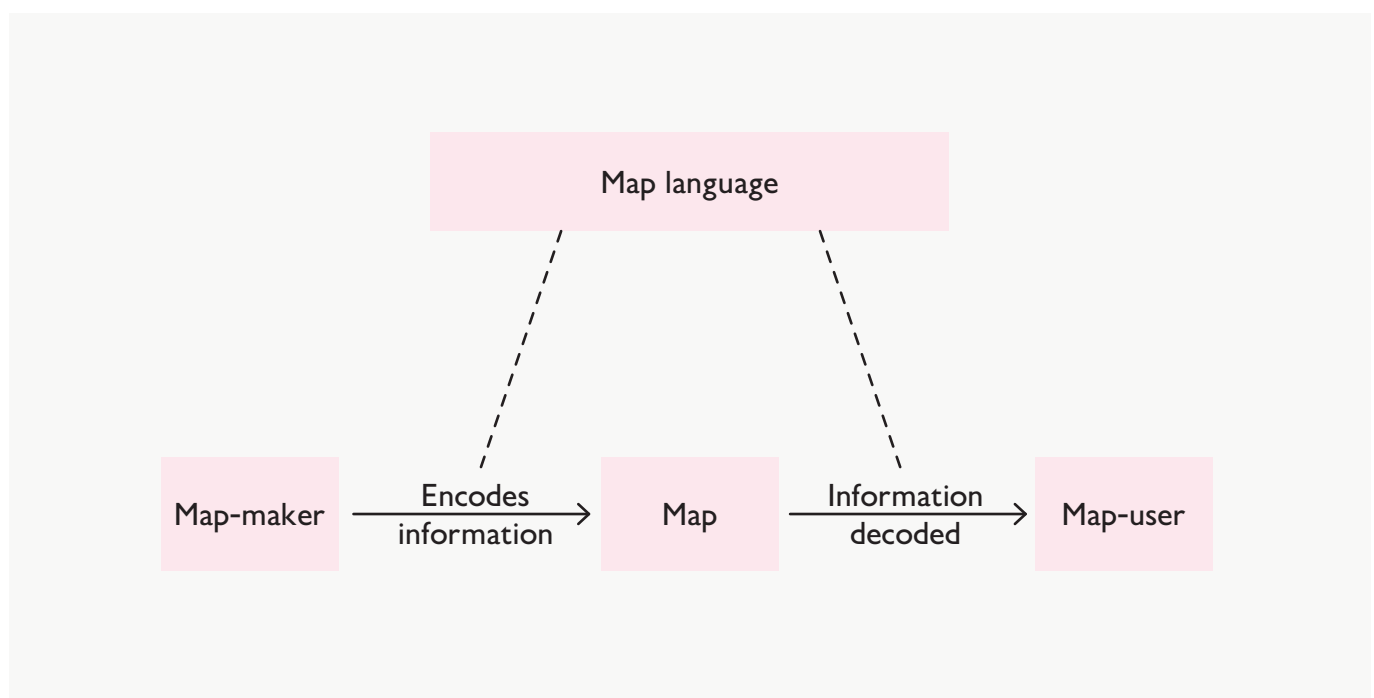 Map language
Map-maker
Encodes
information
Map
Information
decoded
Map-user